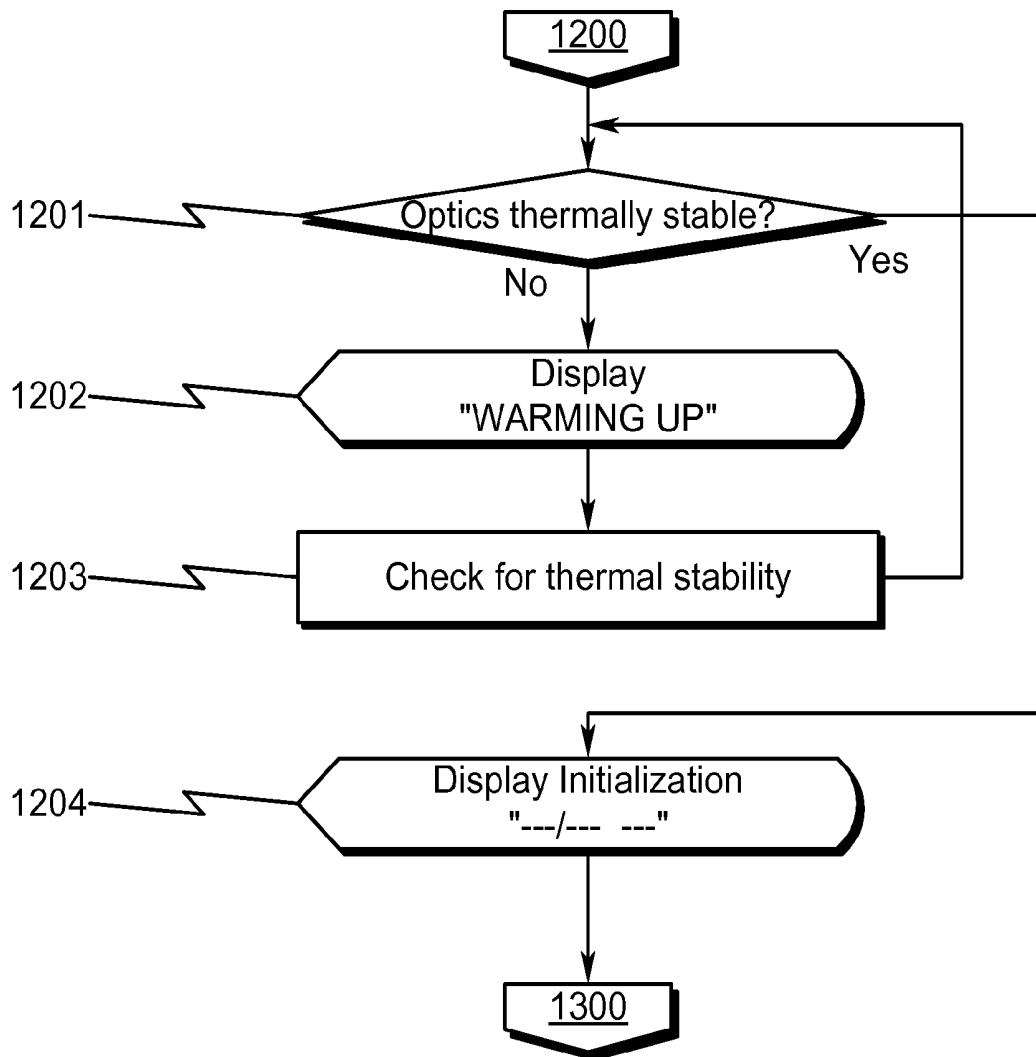 1200
1201
Optics thermally stable?
Yes
No
1202
Display
"WARMING UP"
1203
Check for thermal stability
1204
Display Initialization
"---/---  ---"
1300